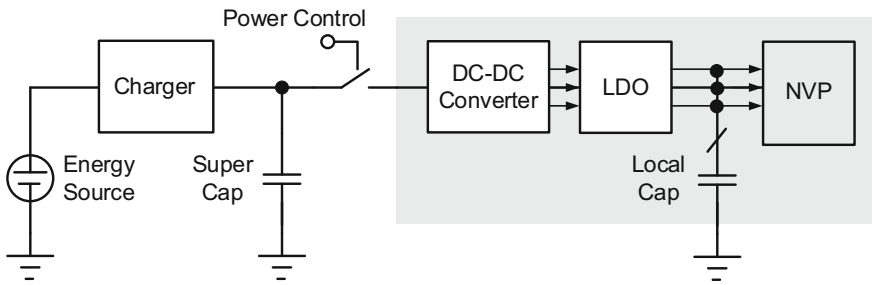 Power Control
Charger
DC-DC
Converter
LDO
NVP
Energy
Source
Super
Cap
Local
Cap